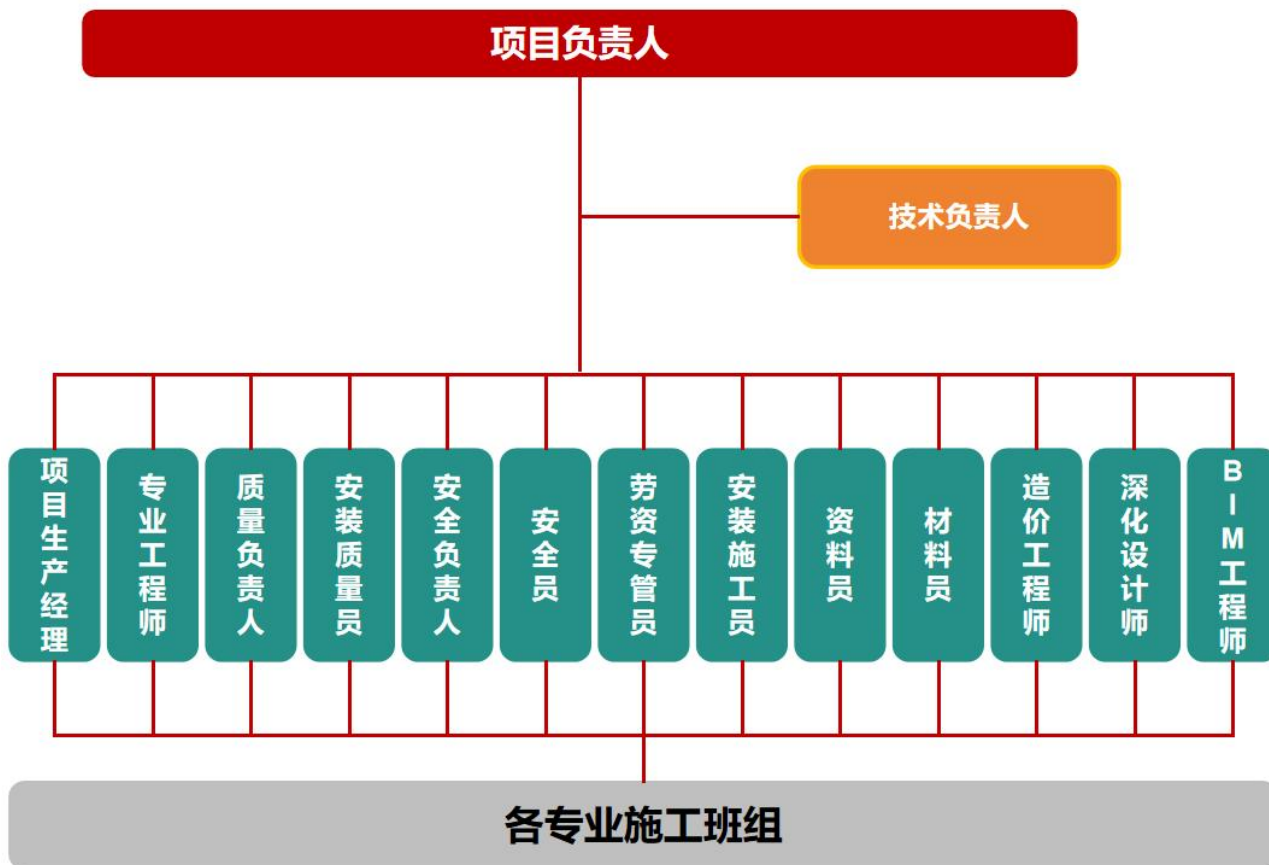 项目负责人
技术负责人
项目生产经理
专业工程师
质量负责人
安装质量员
安全负责人
安全员
劳资专管员
安装施工员
资料员
材料员
造价工程师
深化设计师
BIM工程师
各专业施工班组